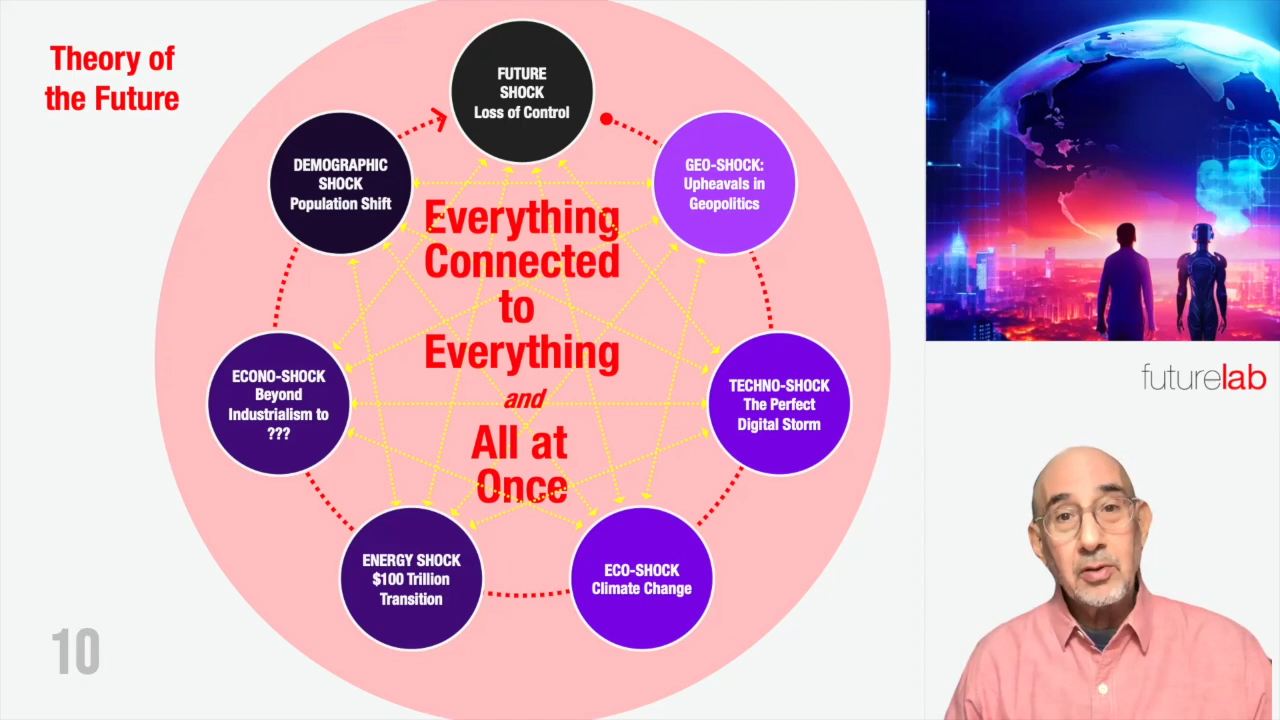 Theory of
the Future
FUTURE
SHOCK
Loss of Control
DEMOGRAPHIC
SHOCK
Population Shift
GEO-SHOCK:
Upheavals in
Geopolitics
Everything
Connected
to
Everything
and
All at
Once
ECONO-SHOCK
Beyond
Industrialism to
???
TECHNO-SHOCK
The Perfect
Digital Storm
ENERGY SHOCK
$100 Trillion
Transition
ECO-SHOCK
Climate Change
10
futurelab